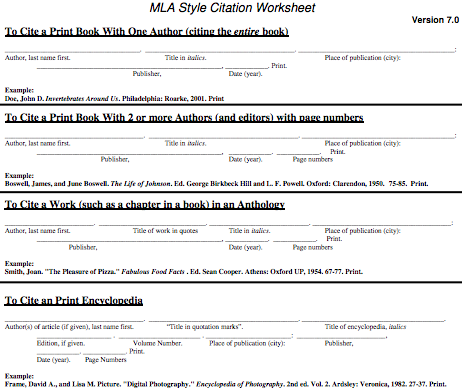 MLA Style Citation Worksheet
Version 7.0
To Cite a Print Book With One Author (citing the entire book)
Author, last name first. Title in italics. Place of publication (city):
Print.
Publisher, Date (year).
Example:
Doe, John D. Invertebrates Around Us. Philadelphia: Roarke, 2001. Print
To Cite a Print Book With 2 or more Authors (and editors) with page numbers
Author, last name first. Title in italics. Place of publication (city):
Print.
Publisher, Date (year). Page numbers
Example:
Boswell, James, and June Boswell. The Life of Johnson. Ed. George Birkbeck Hill and L. F. Powell. Oxford: Clarendon, 1950. 75-85. Print.
To Cite a Work (such as a chapter in a book) in an Anthology
Author, last name first. Title of work in quotes Title in italics. Place of publication (city):
Print.
Publisher, Date (year). Page numbers
Example:
Smith, Joan. "The Pleasure of Pizza." Fabulous Food Facts . Ed. Sean Cooper. Athens: Oxford UP, 1954. 67-77. Print.
To Cite an Print Encyclopedia
Author(s) of article (if given), last name first. “Title in quotation marks”. Title of encyclopedia, italics
Edition, if given. Volume Number. Place of publication (city): Publisher,
Print.
Date (year). Page Numbers
Example:
Frame, David A., and Lisa M. Picture. "Digital Photography." Encyclopedia of Photography. 2nd ed. Vol. 2. Ardsley: Veronica, 1982. 27-37. Print.